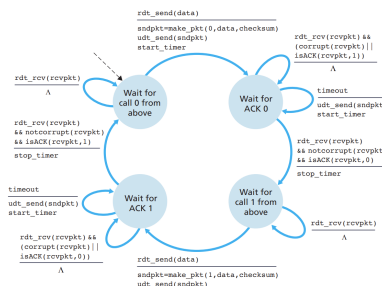 rdt_send(data)
sndpkt=make_pkt(0,data,checksum)
udt_send(sndpkt)
start_timer
rdt_rcv(rcvpkt)
Λ
Wait for
call 0 from
above
Wait for
ACK 0
rdt_rcv(rcvpkt)&&
(corrupt(rcvpkt)||
isACK(rcvpkt,1))
Λ
timeout
udt_send(sndpkt
start_timer
rdt_rcv(rcvpkt)
&& notcorrupt(rcvpkt)
&& isACK(rcvpkt,1)
stop_timer
rdt_rcv(rcvpkt)
&& notcorrupt(rcvpkt
&& isACK(rcvpkt,0)
stop_timer
timeout
udt_send(sndpkt)
start_timer
Wait for
ACK 1
Wait for
call 1 from
above
rdt_rcv(rcvpkt)
Λ
rdt_rcv(rcvpkt)&&
(corrupt(rcvpkt)||
isACK(rcvpkt,0))
Λ
rdt_send(data)
sndpkt=make_pkt(1,data,checksum)
udt_send(sndpkt)